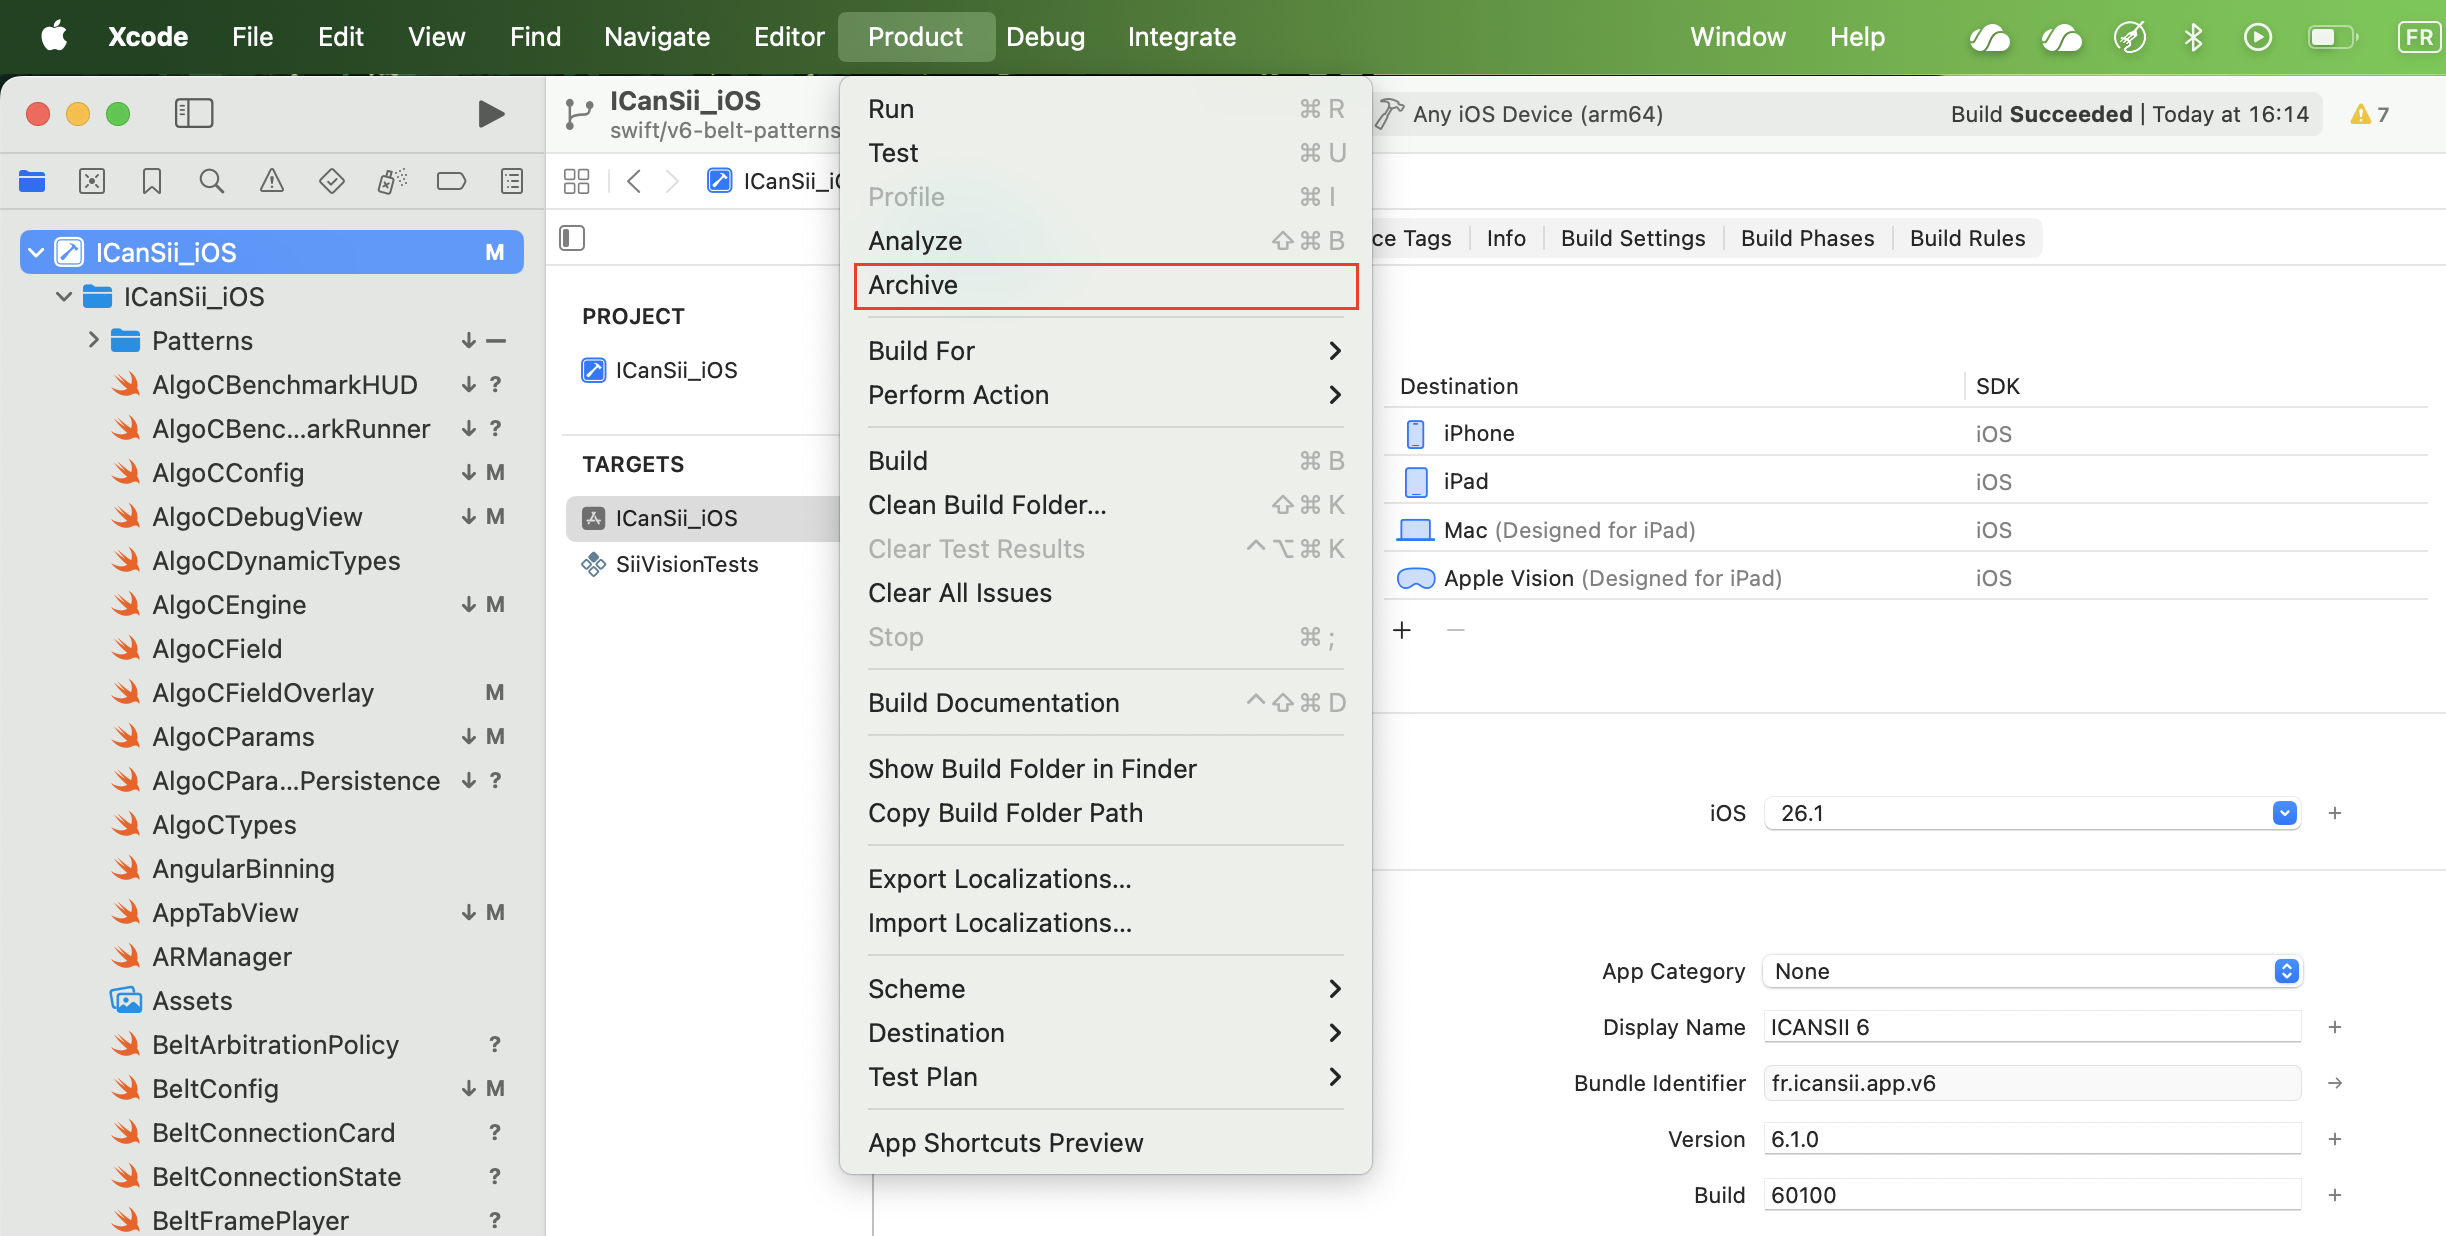 Xcode File Edit View Find Navigate Editor Product Debug Integrate Window Help FR
ICanSii_iOS
swift/v6-belt-patterns
Any iOS Device (arm64)
Build Succeeded | Today at 16:14
7
ICanSii_iOS M
ICanSii_iOS
Patterns
AlgoCBenchmarkHUD ?
AlgoCBenc...arkRunner ?
AlgoCConfig M
AlgoCDebugView M
AlgoCDynamicTypes
AlgoCEngine M
AlgoCField
AlgoCFieldOverlay M
AlgoCParams M
AlgoCPara...Persistence ?
AlgoCTypes
AngularBinning
AppTabView M
ARManager
Assets
BeltArbitrationPolicy ?
BeltConfig M
BeltConnectionCard ?
BeltConnectionState ?
BeltFramePlayer ?
PROJECT
ICanSii_iOS
TARGETS
ICanSii_iOS
SiiVisionTests
Run ⌘ R
Test ⌘ U
Profile ⌘ I
Analyze ⇧ ⌘ B
Archive
Build For
Perform Action
Build ⌘ B
Clean Build Folder... ⇧ ⌘ K
Clear Test Results ^ ⌥ ⌘ K
Clear All Issues
Stop ⌘ ;
Build Documentation ^ ⇧ ⌘ D
Show Build Folder in Finder
Copy Build Folder Path
Export Localizations...
Import Localizations...
Scheme
Destination
Test Plan
App Shortcuts Preview
ce Tags Info Build Settings Build Phases Build Rules
Destination SDK
iPhone iOS
iPad iOS
Mac (Designed for iPad) iOS
Apple Vision (Designed for iPad) iOS
iOS 26.1
App Category None
Display Name ICANSII 6
Bundle Identifier fr.icansii.app.v6
Version 6.1.0
Build 60100